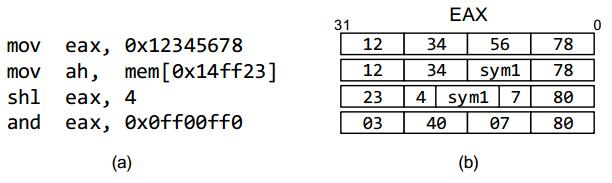 EAX
31 0
mov eax, 0x12345678 12 34 56 78
mov ah, mem[0x14ff23] 12 34 sym1 78
shl eax, 4 23 4 sym1 7 80
and eax, 0x0ff00ff0 03 40 07 80
(a) (b)